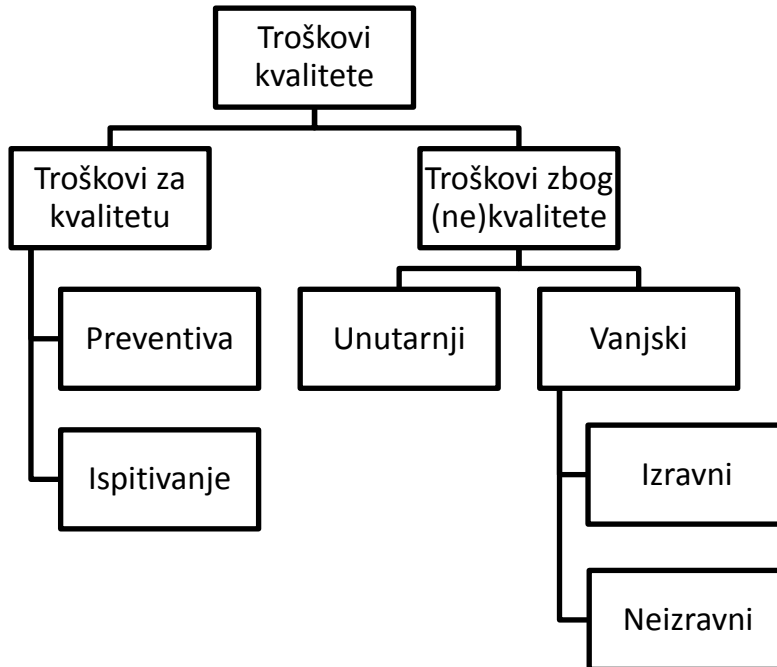 Troškovi
kvalitete
Troškovi za
kvalitetu
Troškovi zbog
(ne)kvalitete
Preventiva
Unutarnji
Vanjski
Ispitivanje
Izravni
Neizravni